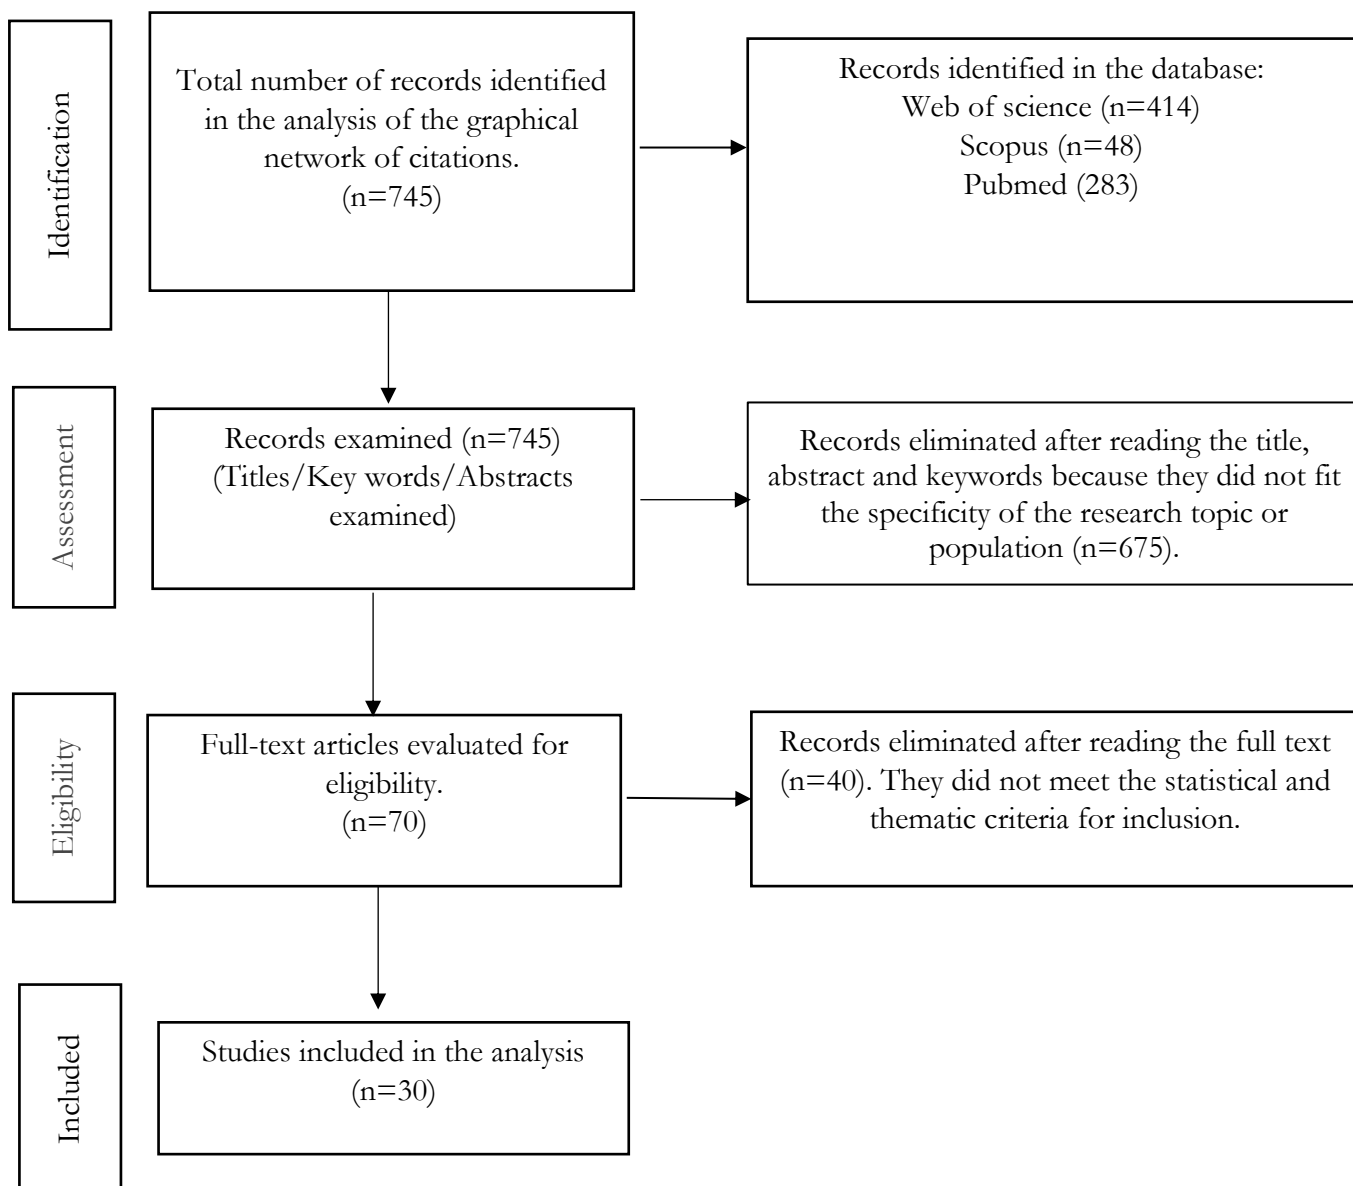 Identification
Total number of records identified
in the analysis of the graphical
network of citations.
(n=745)
Records identified in the database:
Web of science (n=414)
Scopus (n=48)
Pubmed (283)
Assessment
Records examined (n=745)
(Titles/Key words/Abstracts
examined)
Records eliminated after reading the title,
abstract and keywords because they did not fit
the specificity of the research topic or
population (n=675).
Eligibility
Full-text articles evaluated for
eligibility.
(n=70)
Records eliminated after reading the full text
(n=40). They did not meet the statistical and
thematic criteria for inclusion.
Included
Studies included in the analysis
(n=30)